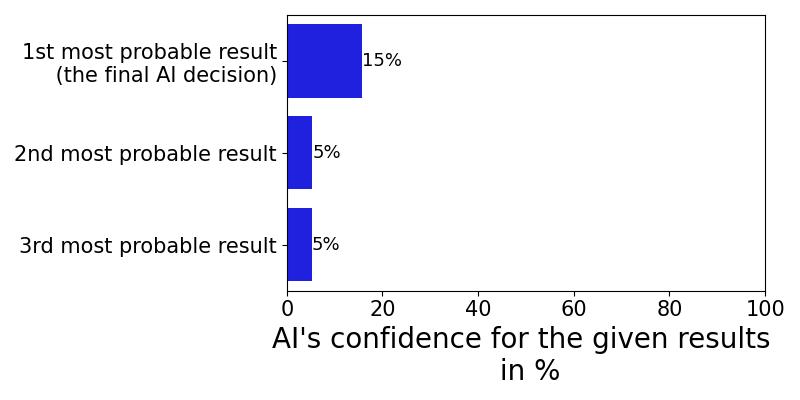 1st most probable result
(the final AI decision)
15%
2nd most probable result
5%
3rd most probable result
5%
0 20 40 60 80 100
AI's confidence for the given results
in %